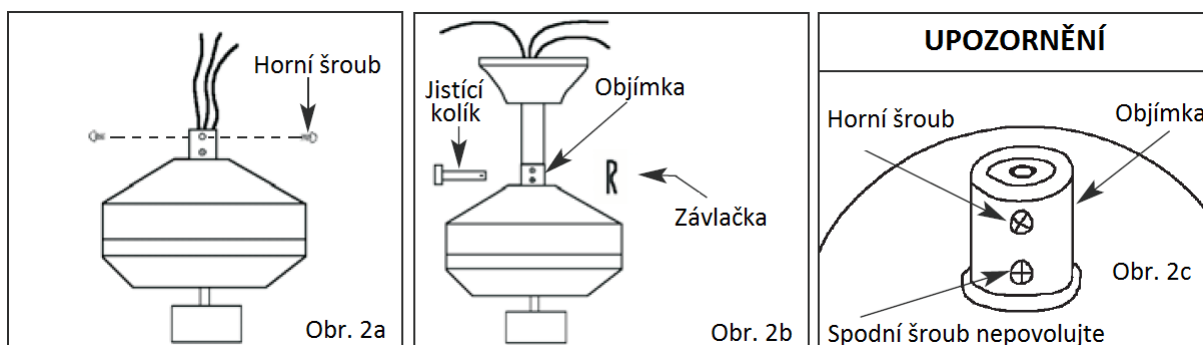 Horní šroub
Obr. 2a
Jistící
kolík
Objímka
R
Závlačka
Obr. 2b
UPOZORNĚNÍ
Horní šroub
Objímka
Obr. 2c
Spodní šroub nepovolujte